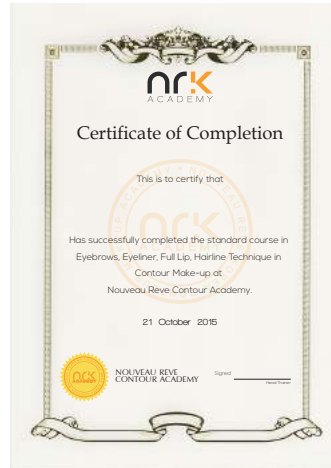 nrk
ACADEMY
Certificate of Completion
This is to certify that
Has successfully completed the standard course in
Eyebrows, Eyeliner, Full Lip, Hairline Technique in
Contour Make-up at
Nouveau Reve Contour Academy.
21 October 2015
nrk
ACADEMY
NOUVEAU REVE
CONTOUR ACADEMY
Signed
Head Trainer